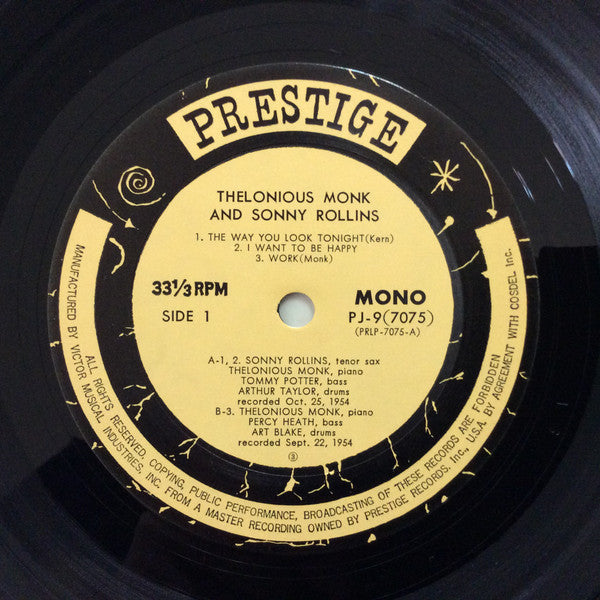 PRESTIGE
THELONIOUS MONK
AND SONNY ROLLINS
1. THE WAY YOU LOOK TONIGHT(Kern)
2. I WANT TO BE HAPPY
3. WORK(Monk)
33 1/3 RPM
SIDE 1
MONO
PJ-9(7075)
(PRLP-7075-A)
A-1, 2. SONNY ROLLINS, tenor sax
THELONIOUS MONK, piano
TOMMY POTTER, bass
ARTHUR TAYLOR, drums
recorded Oct. 25, 1954
B-3. THELONIOUS MONK, piano
PERCY HEATH, bass
ART BLAKE, drums
recorded Sept. 22, 1954
③
ALL RIGHTS RESERVED. COPYING, PUBLIC PERFORMANCE, BROADCASTING OF THESE RECORDS ARE FORBIDDEN
MANUFACTURED BY VICTOR MUSICAL INDUSTRIES, INC. FROM A MASTER RECORDING OWNED BY PRESTIGE RECORDS, Inc., U.S.A. BY AGREEMENT WITH COSDEL Inc.